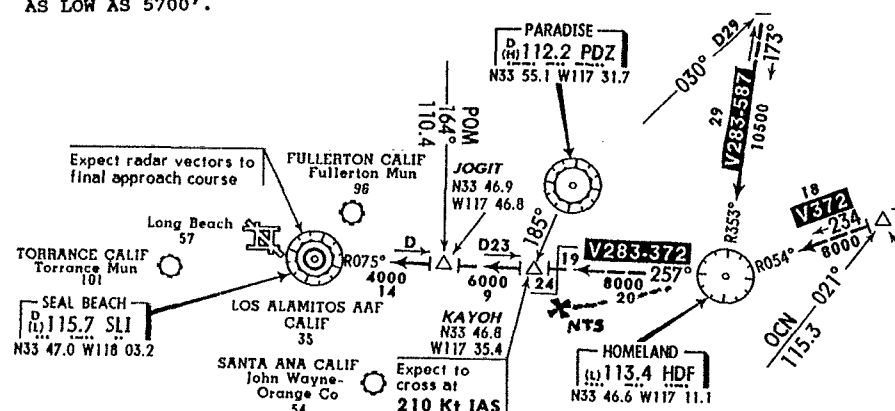 AS LOW AS 5700'.
PARADISE
D
(H) 112.2 PDZ
N33 55.1 W117 31.7
030° D29
173°
29
V283-587
10500
R353°
POM
164°
110.4
Expect radar vectors to
final approach course
FULLERTON CALIF
Fullerton Mun
96
JOGIT
N33 46.9
W117 46.8
185°
18
V372
234
8000
R054°
Long Beach
57
TORRANCE CALIF
Torrance Mun
101
R075°
D
4000
14
D23
6000
9
19
24
V283-372
8000
257°
20
NTS
OCN 021°
115.3
SEAL BEACH
D
(L) 115.7 SLI
N33 47.0 W118 03.2
LOS ALAMITOS AAF
CALIF
35
KAYOH
N33 46.8
W117 35.4
HOMELAND
(L) 113.4 HDF
N33 46.6 W117 11.1
SANTA ANA CALIF
John Wayne-
Orange Co
54
Expect to
cross at
210 Kt IAS